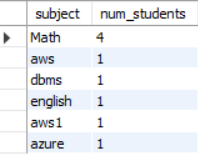 subject num_students
Math 4
aws 1
dbms 1
english 1
aws1 1
azure 1